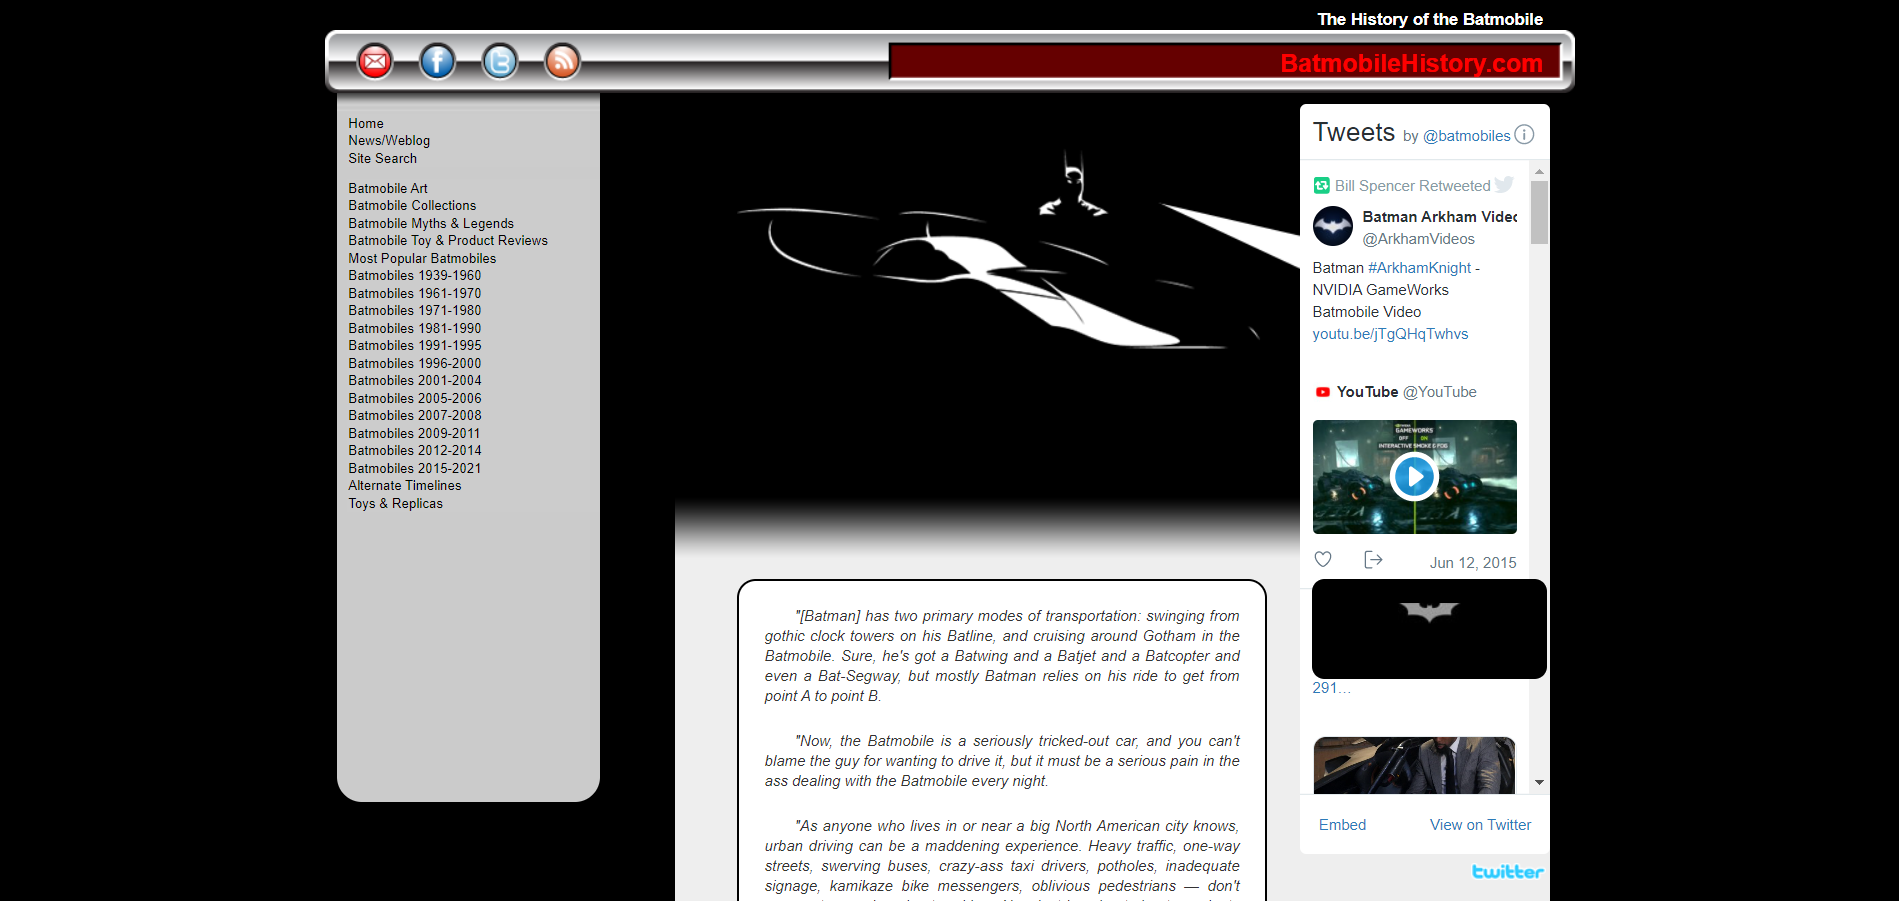 The History of the Batmobile
BatmobileHistory.com
Home
News/Weblog
Site Search
Batmobile Art
Batmobile Collections
Batmobile Myths & Legends
Batmobile Toy & Product Reviews
Most Popular Batmobiles
Batmobiles 1939-1960
Batmobiles 1961-1970
Batmobiles 1971-1980
Batmobiles 1981-1990
Batmobiles 1991-1995
Batmobiles 1996-2000
Batmobiles 2001-2004
Batmobiles 2005-2006
Batmobiles 2007-2008
Batmobiles 2009-2011
Batmobiles 2012-2014
Batmobiles 2015-2021
Alternate Timelines
Toys & Replicas
"[Batman] has two primary modes of transportation: swinging from
gothic clock towers on his Batline, and cruising around Gotham in the
Batmobile. Sure, he's got a Batwing and a Batjet and a Batcopter and
even a Bat-Segway, but mostly Batman relies on his ride to get from
point A to point B.
"Now, the Batmobile is a seriously tricked-out car, and you can't
blame the guy for wanting to drive it, but it must be a serious pain in the
ass dealing with the Batmobile every night.
"As anyone who lives in or near a big North American city knows,
urban driving can be a maddening experience. Heavy traffic, one-way
streets, swerving buses, crazy-ass taxi drivers, potholes, inadequate
signage, kamikaze bike messengers, oblivious pedestrians — don't
Tweets by @batmobiles
Bill Spencer Retweeted
Batman Arkham Videc
@ArkhamVideos
Batman #ArkhamKnight -
NVIDIA GameWorks
Batmobile Video
youtu.be/jTgQHqTwhvs
YouTube @YouTube
GAMEWORKS
OFF ON
INTERACTIVE SMOKE & FOG
Jun 12, 2015
291...
Embed View on Twitter
twitter